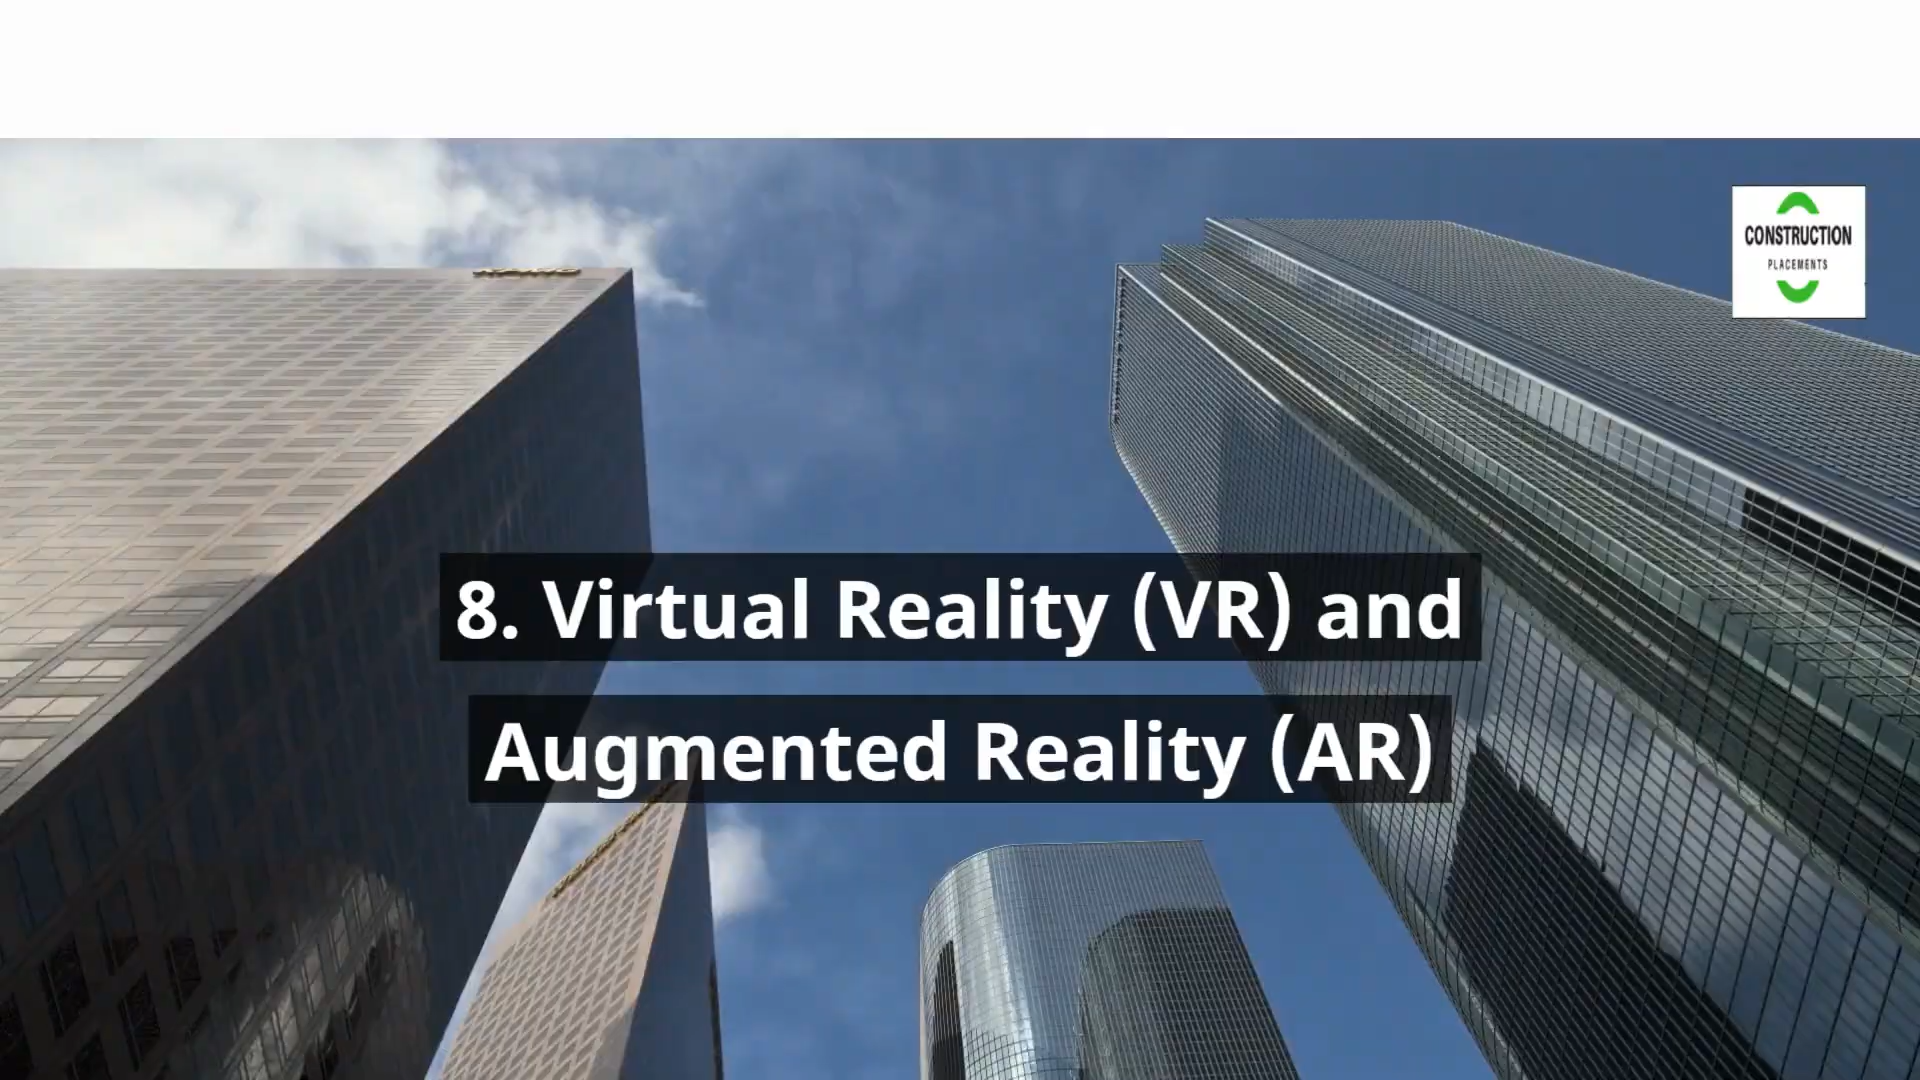 CONSTRUCTION
PLACEMENTS
8. Virtual Reality (VR) and
Augmented Reality (AR)